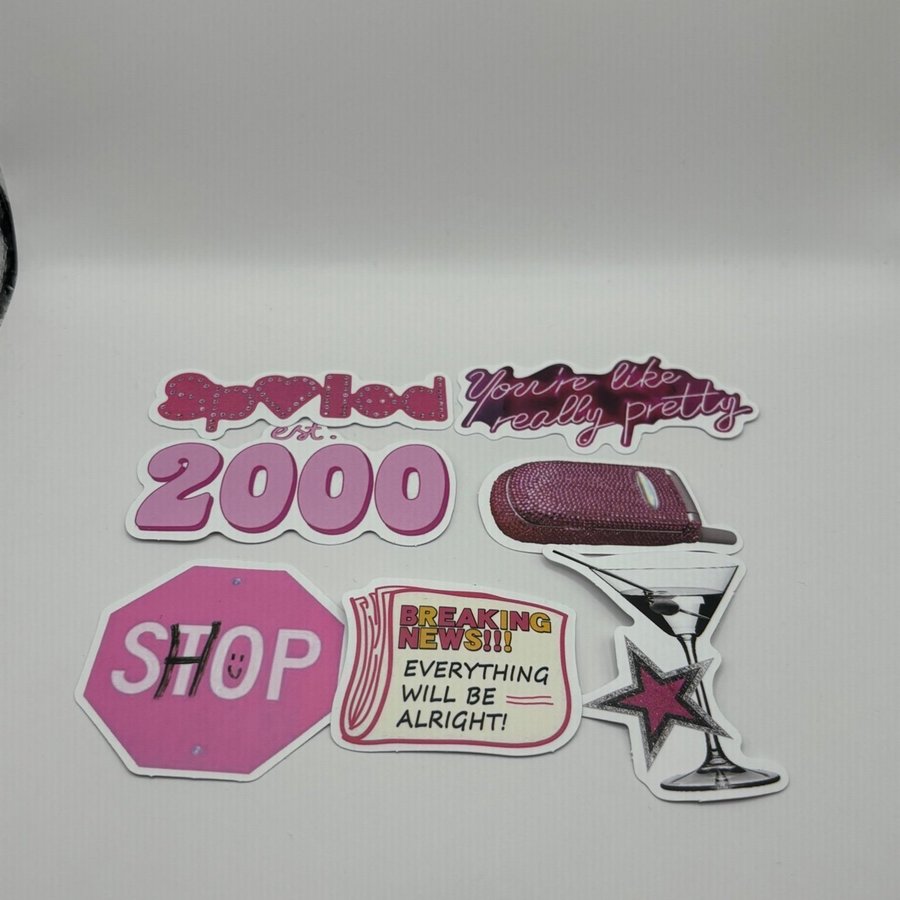 Spoiled
You're like
really pretty
est.
2000
SHOP
BREAKING
NEWS!!!
EVERYTHING
WILL BE
ALRIGHT!